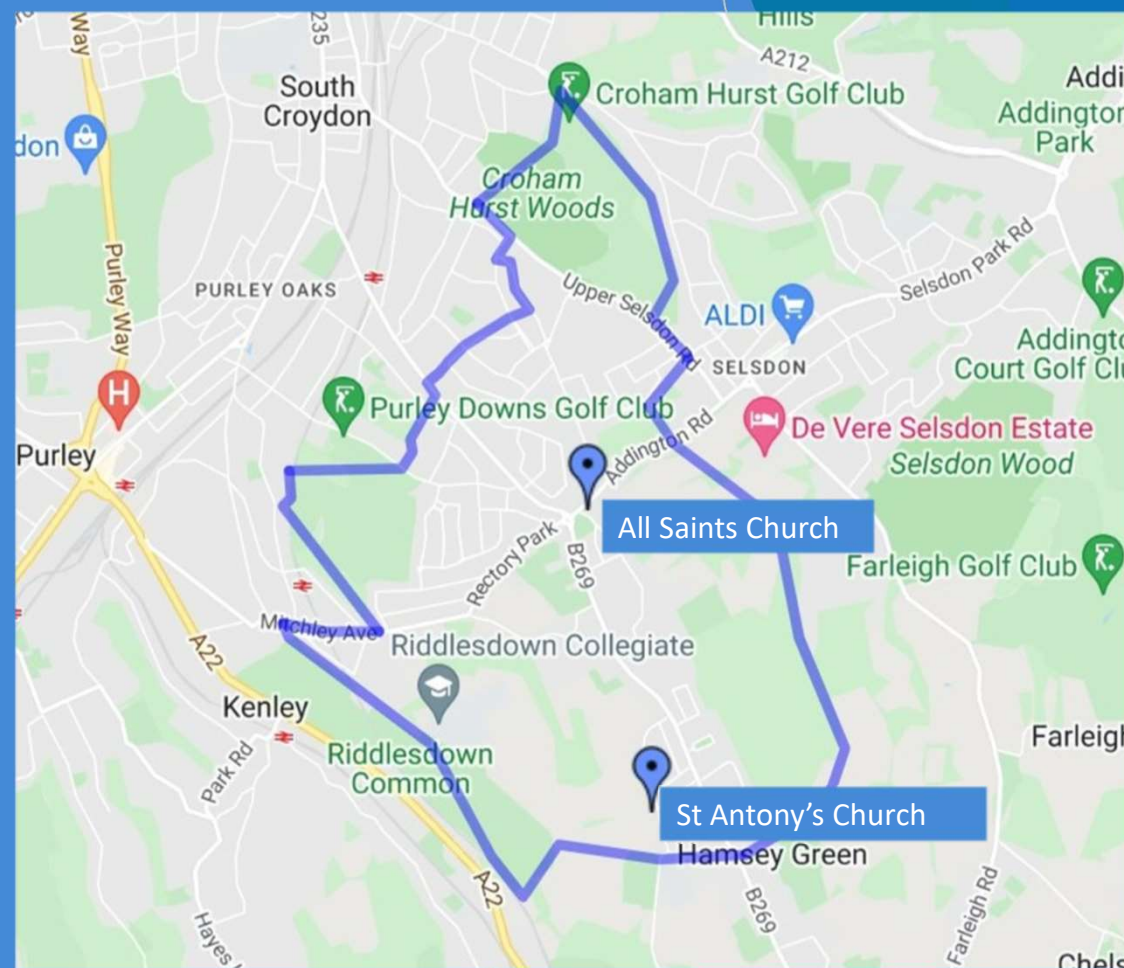 Way
235
Hills
A212
South
Croydon
Croham Hurst Golf Club
Addi
Addington
Park
don
Croham
Hurst Woods
Purley Way
PURLEY OAKS
Upper Selsdon Rd
Selsdon Park Rd
ALDI
SELSDON
Addingto
Court Golf Clu
H
Purley Downs Golf Club
Addington Rd
De Vere Selsdon Estate
Purley
Selsdon Wood
All Saints Church
Rectory Park
B269
Farleigh Golf Club
Mitchley Ave
A22
Riddlesdown Collegiate
Kenley
Park Rd
Riddlesdown
Common
Farleigh
St Antony’s Church
Hamsey Green
A22
B269
Farleigh Rd
Hayes
Chels